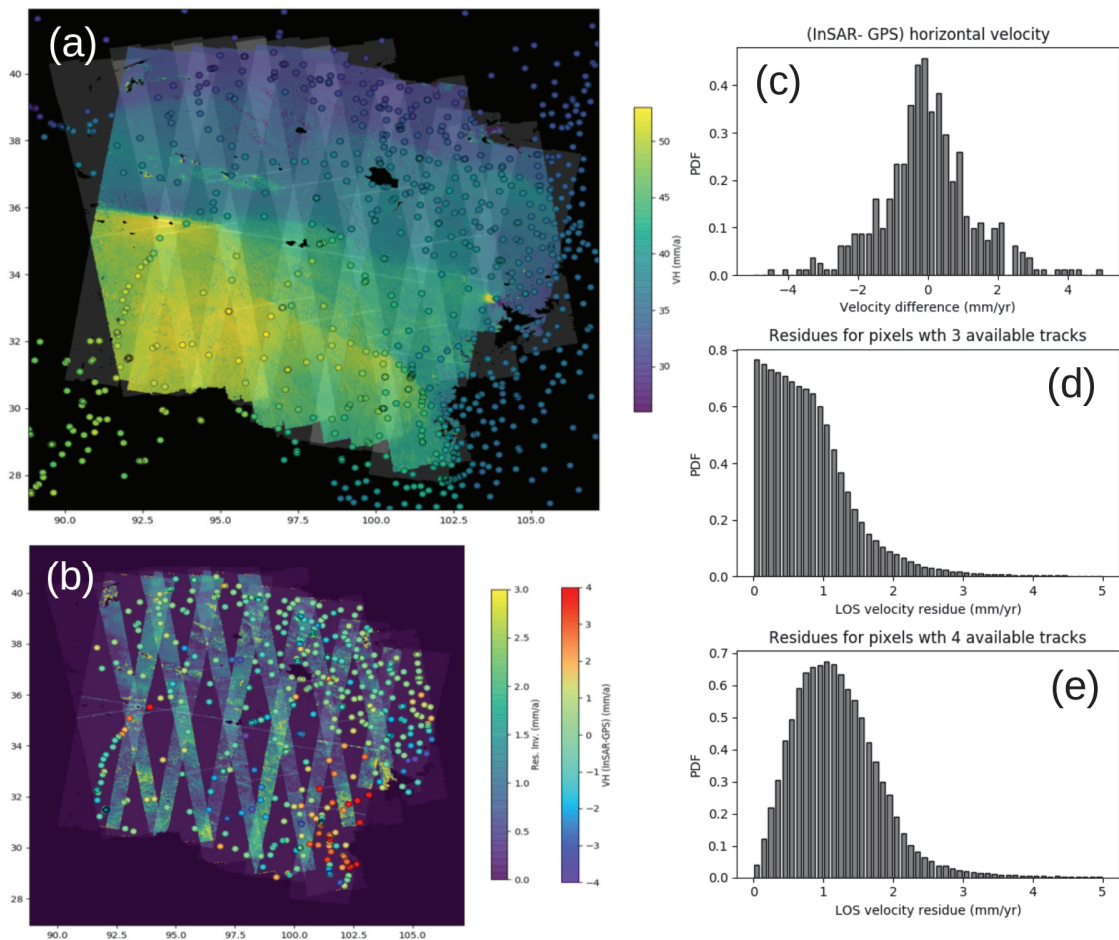 (a)
40
38
36
34
32
30
28
90.0 92.5 95.0 97.5 100.0 102.5 105.0
50
45
40
35
30
VH (mm/a)
(b)
40
38
36
34
32
30
28
90.0 92.5 95.0 97.5 100.0 102.5 105.0
3.0
2.5
2.0
1.5
1.0
0.5
0.0
Res. Inv. (mm/a)
4
3
2
1
0
−1
−2
−3
−4
VH (InSAR-GPS) (mm/a)
(InSAR- GPS) horizontal velocity
(c)
PDF
0.4
0.3
0.2
0.1
0.0
−4 −2 0 2 4
Velocity difference (mm/yr)
Residues for pixels wth 3 available tracks
(d)
PDF
0.8
0.6
0.4
0.2
0.0
0 1 2 3 4 5
LOS velocity residue (mm/yr)
Residues for pixels wth 4 available tracks
(e)
PDF
0.7
0.6
0.5
0.4
0.3
0.2
0.1
0.0
0 1 2 3 4 5
LOS velocity residue (mm/yr)